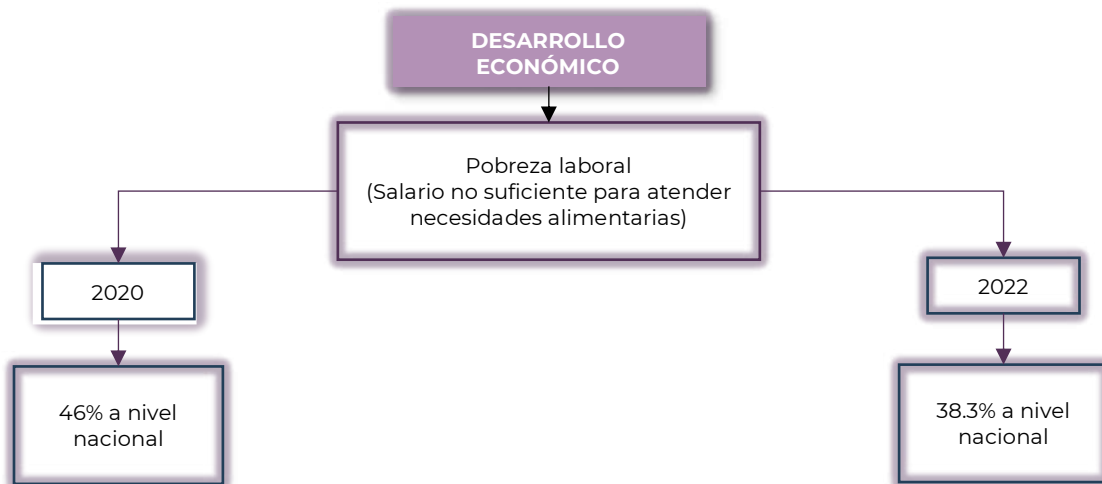 DESARROLLO
ECONÓMICO
Pobreza laboral
(Salario no suficiente para atender
necesidades alimentarias)
2020
2022
46% a nivel
nacional
38.3% a nivel
nacional